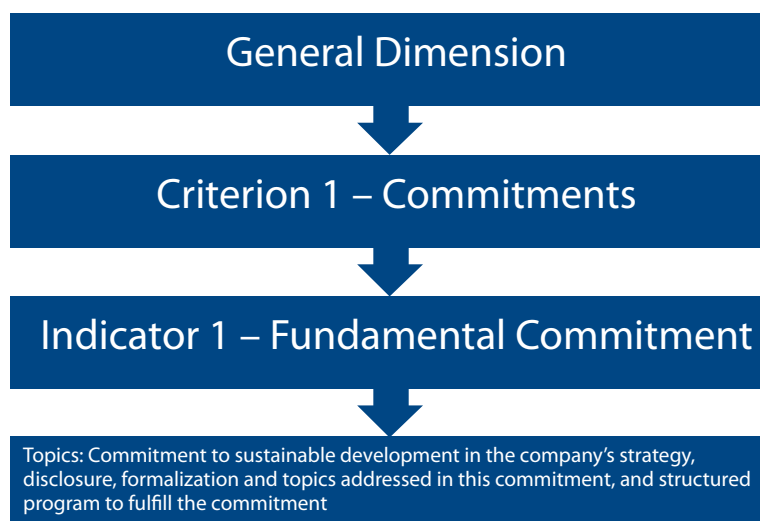 General Dimension
Criterion 1 – Commitments
Indicator 1 – Fundamental Commitment
Topics: Commitment to sustainable development in the company’s strategy,
disclosure, formalization and topics addressed in this commitment, and structured
program to fulfill the commitment